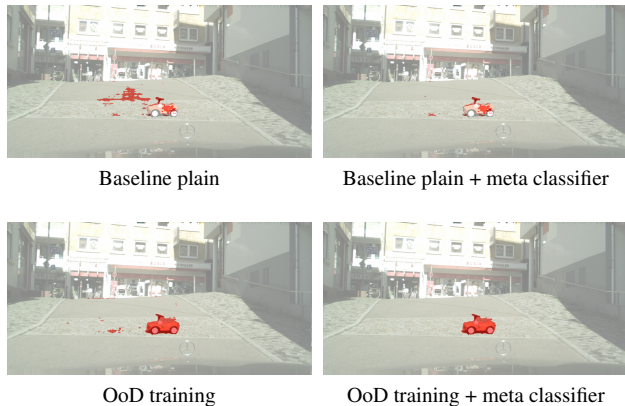 Baseline plain
Baseline plain + meta classifier
OoD training
OoD training + meta classifier